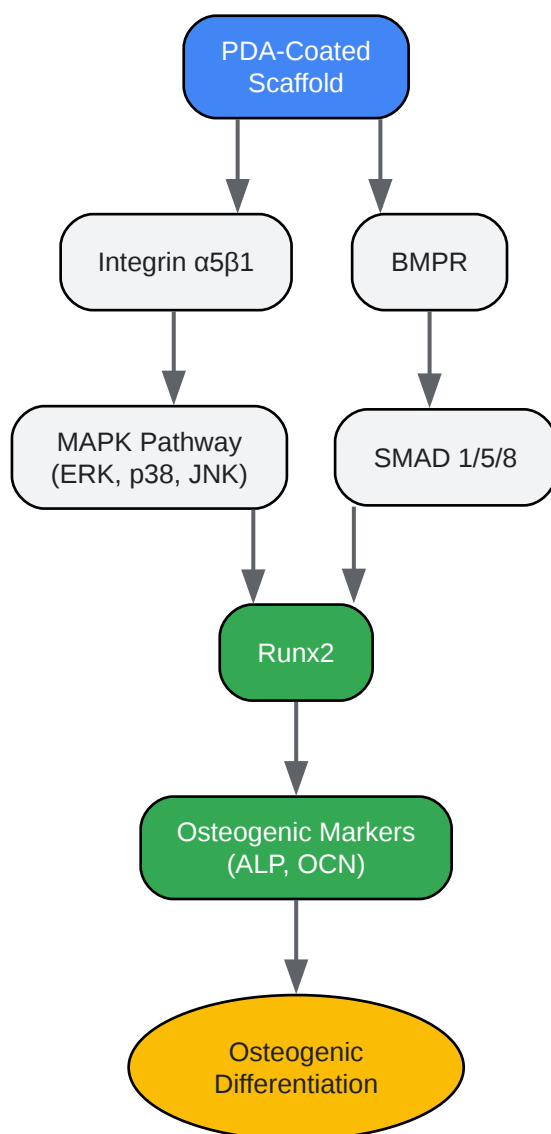 PDA-Coated
Scaffold
Integrin α5β1
BMPR
MAPK Pathway
(ERK, p38, JNK)
SMAD 1/5/8
Runx2
Osteogenic Markers
(ALP, OCN)
Osteogenic
Differentiation